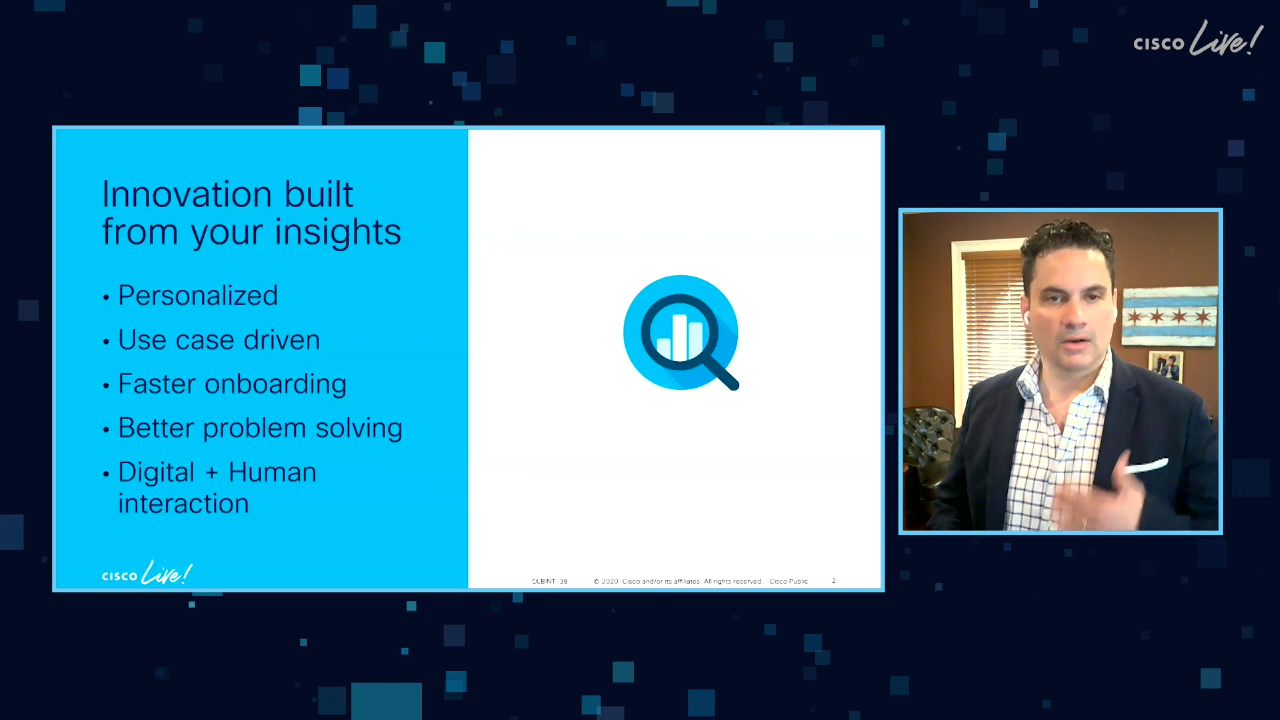 CISCO Live!
Innovation built
from your insights
• Personalized
• Use case driven
• Faster onboarding
• Better problem solving
• Digital + Human
interaction
CISCO Live!
© 2020 Cisco and/or its affiliates. All rights reserved. Cisco Public 2